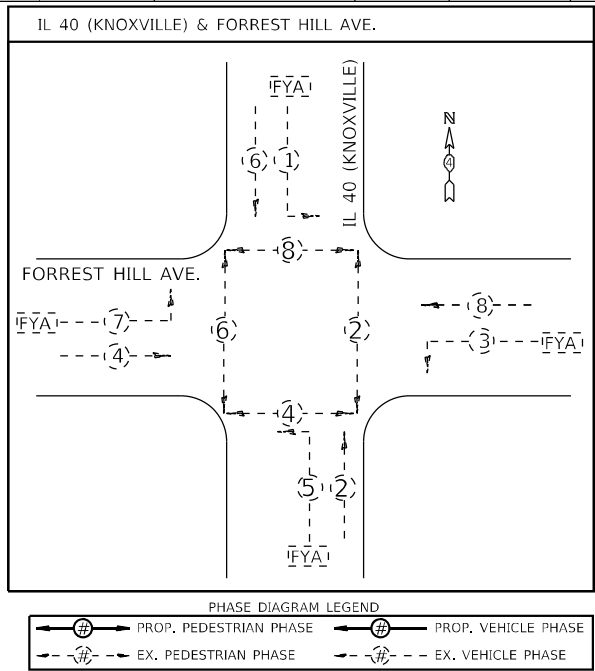 IL 40 (KNOXVILLE) & FORREST HILL AVE.
FYA
IL 40 (KNOXVILLE)
N
6 1
4
8
FORREST HILL AVE.
8
FYA 7
6 2
3 FYA
4
4
5 2
FYA
PHASE DIAGRAM LEGEND
# PROP. PEDESTRIAN PHASE # PROP. VEHICLE PHASE
# EX. PEDESTRIAN PHASE # EX. VEHICLE PHASE